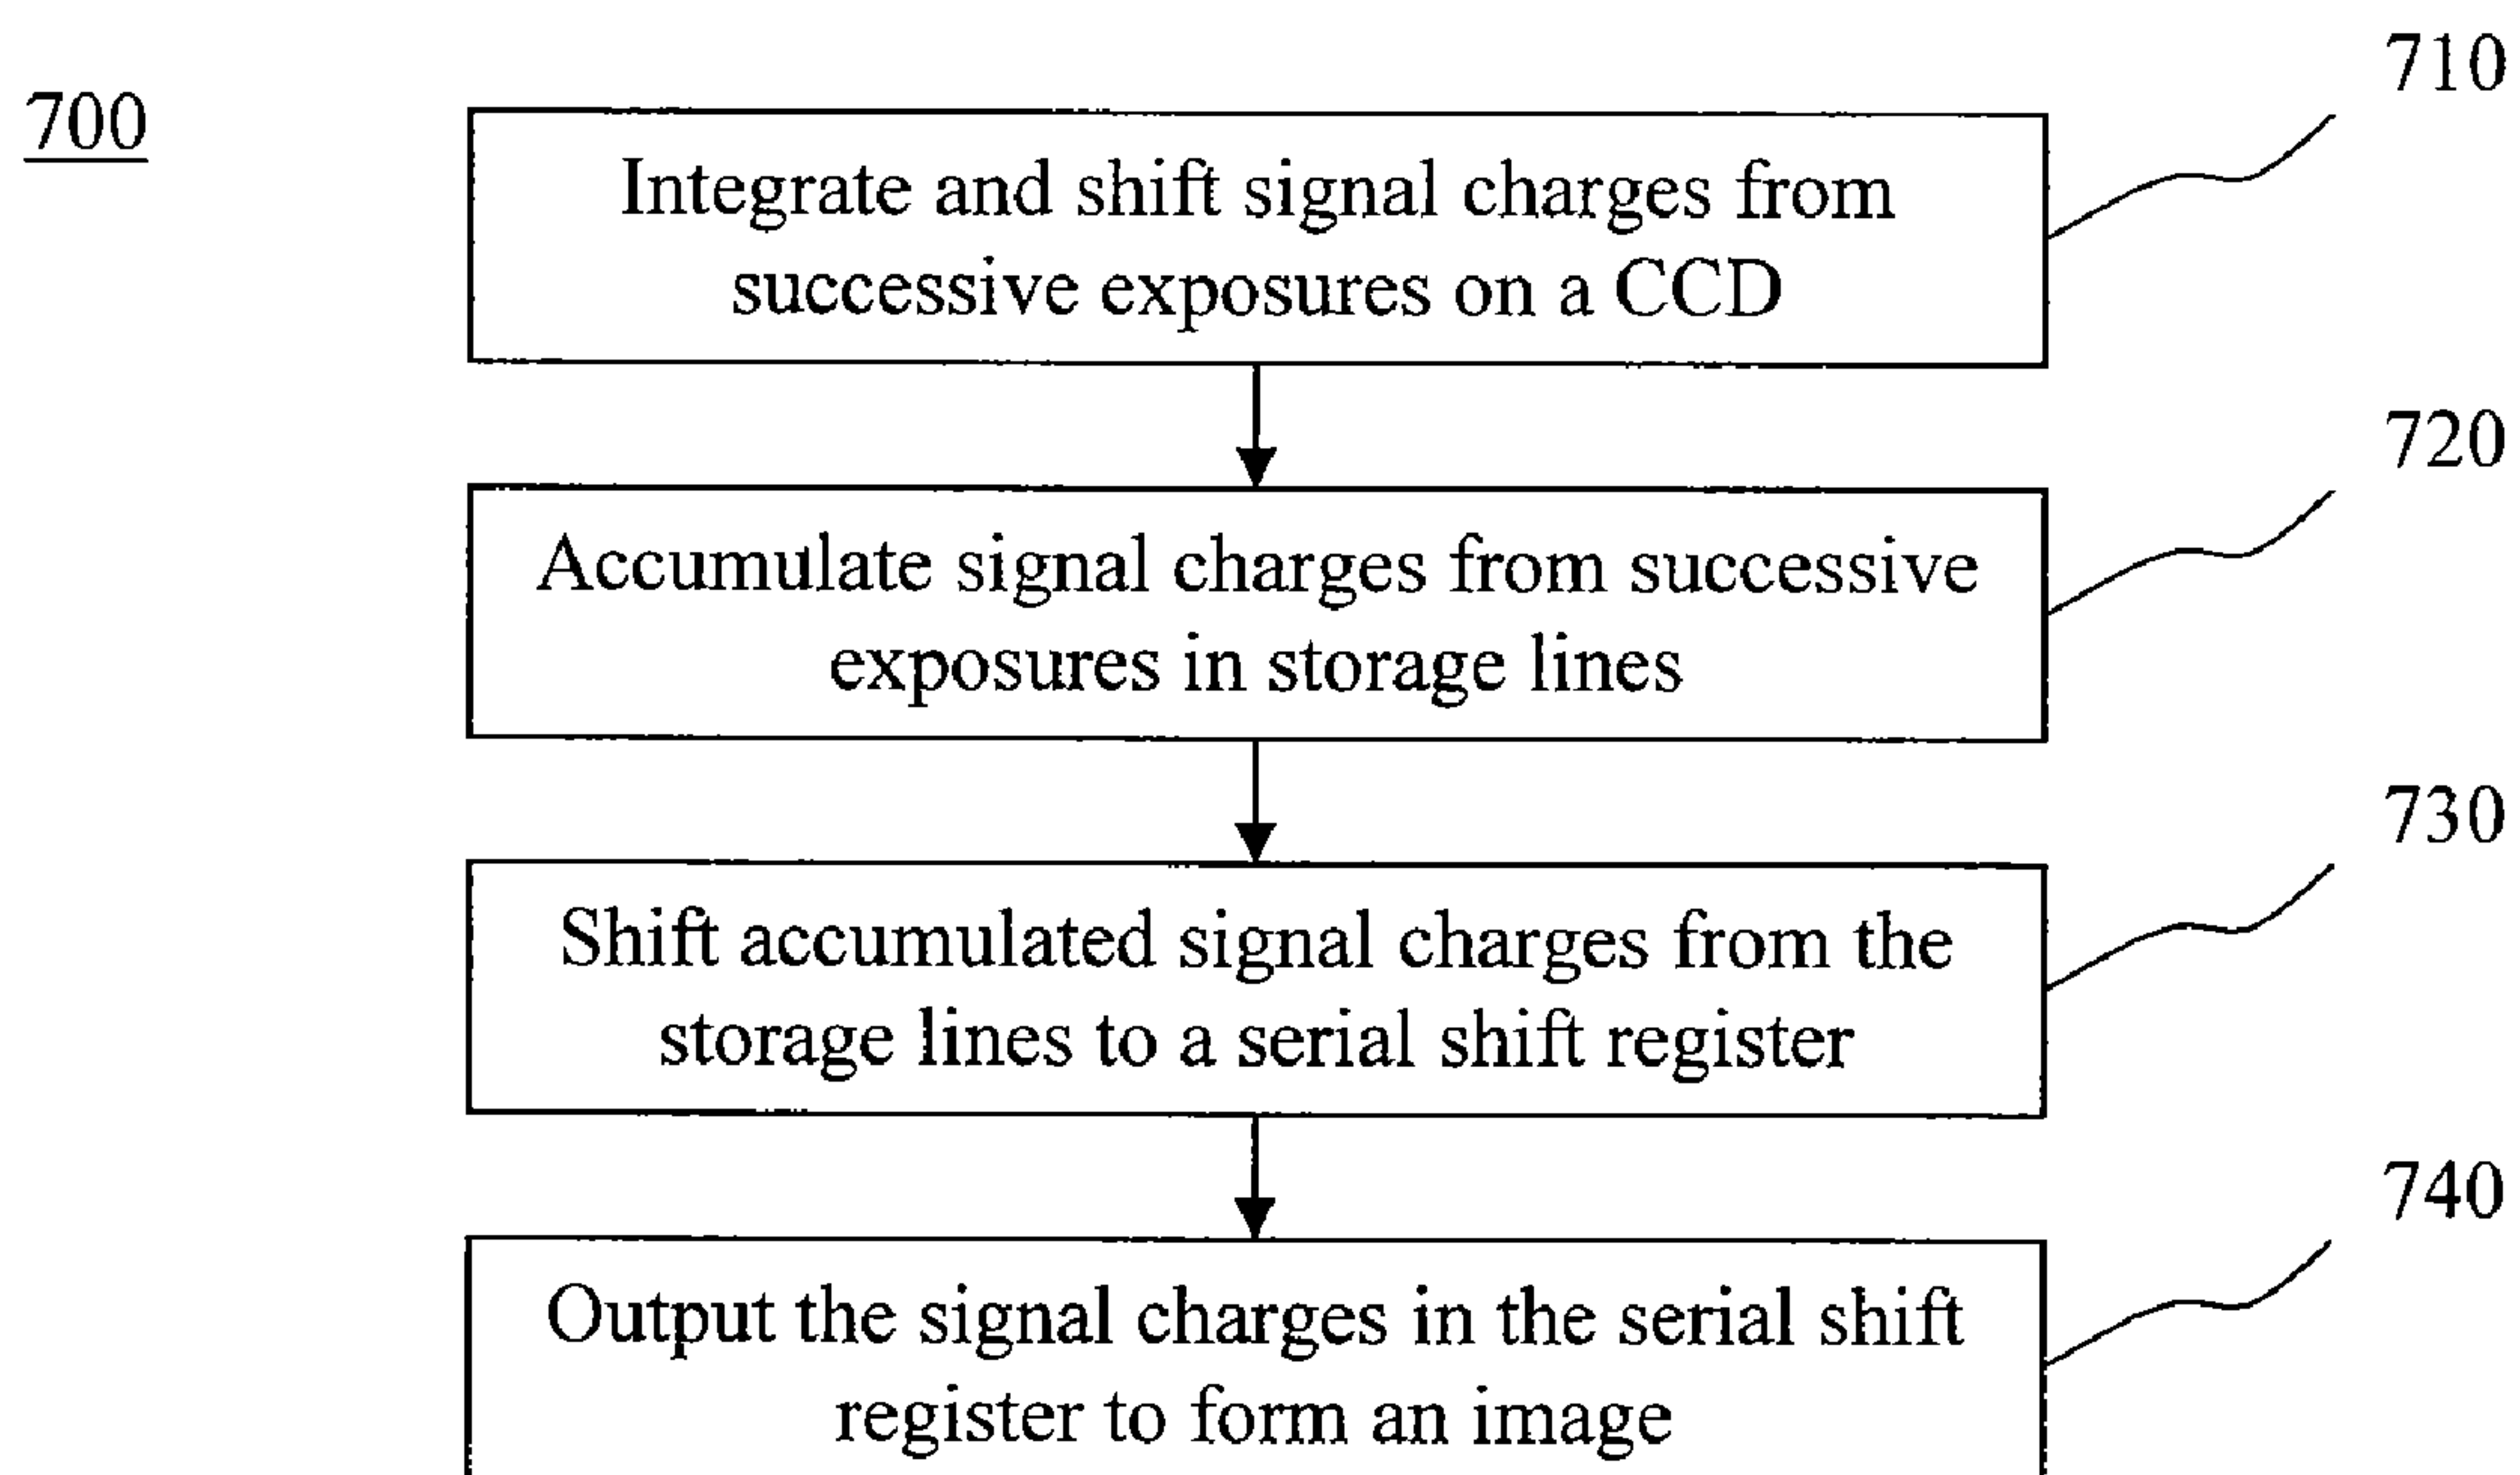 700
710
Integrate and shift signal charges from
successive exposures on a CCD
720
Accumulate signal charges from successive
exposures in storage lines
730
Shift accumulated signal charges from the
storage lines to a serial shift register
740
Output the signal charges in the serial shift
register to form an image